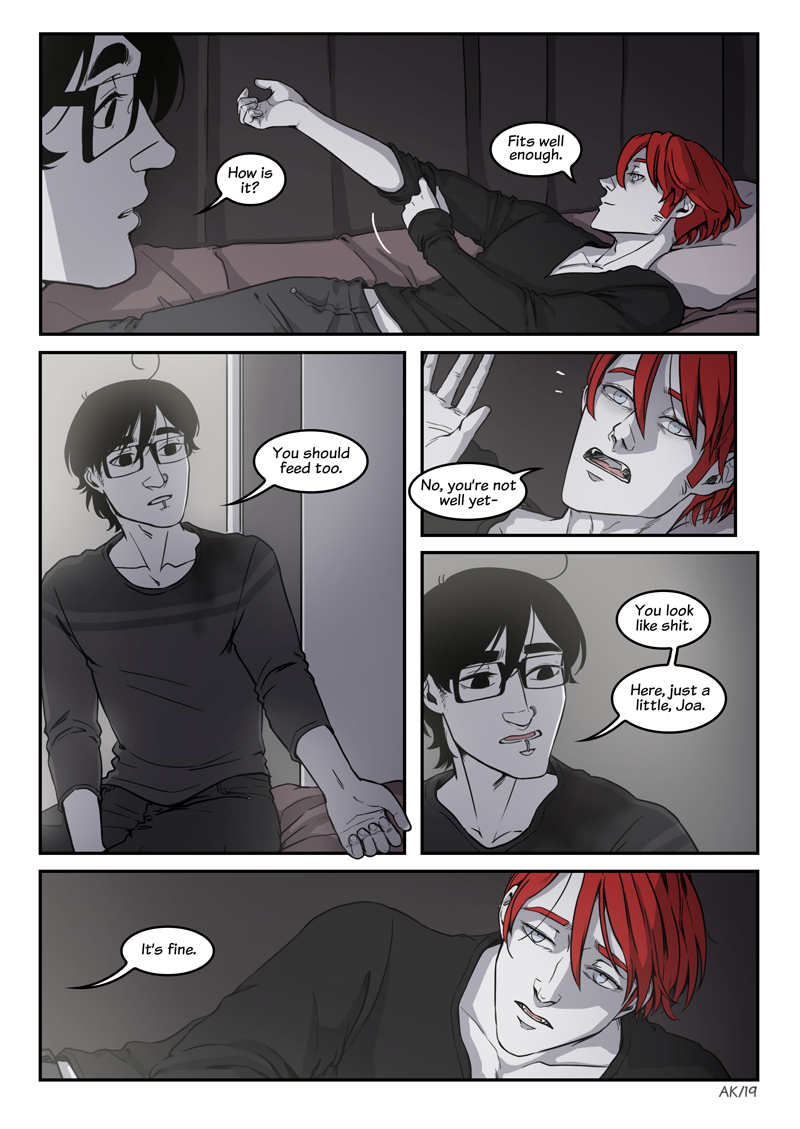 How is
it?
Fits well
enough.
You should
feed too.
No, you're not
well yet-
You look
like shit.
Here, just a
little, Joa.
It's fine.
AK/19